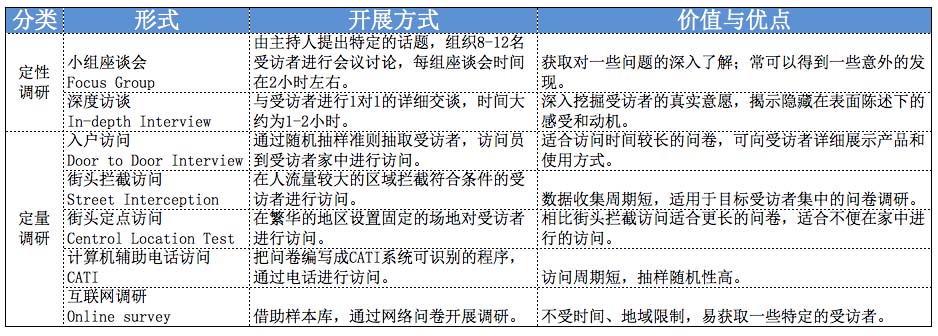 分类 形式 开展方式 价值与优点
定性
调研
小组座谈会
Focus Group
由主持人提出特定的话题，组织8-12名
受访者进行会议讨论，每组座谈会时间
在2小时左右。
获取对一些问题的深入了解；常可以得到一些意外的发
现。
深度访谈
In-depth Interview
与受访者进行1对1的详细交谈，时间大
约为1-2小时。
深入挖掘受访者的真实意愿，揭示隐藏在表面陈述下的
感受和动机。
定量
调研
入户访问
Door to Door Interview
通过随机抽样准则抽取受访者，访问员
到受访者家中进行访问。
适合访问时间较长的问卷，可向受访者详细展示产品和
使用方式。
街头拦截访问
Street Interception
在人流量较大的区域拦截符合条件的受
访者进行访问。
数据收集周期短，适用于目标受访者集中的问卷调研。
街头定点访问
Centrol Location Test
在繁华的地区设置固定的场地对受访者
进行访问。
相比街头拦截访问适合更长的问卷，适合不便在家中进
行的访问。
计算机辅助电话访问
CATI
把问卷编写成CATI系统可识别的程序，
通过电话进行访问。
访问周期短，抽样随机性高。
互联网调研
Online survey
借助样本库，通过网络问卷开展调研。
不受时间、地域限制，易获取一些特定的受访者。